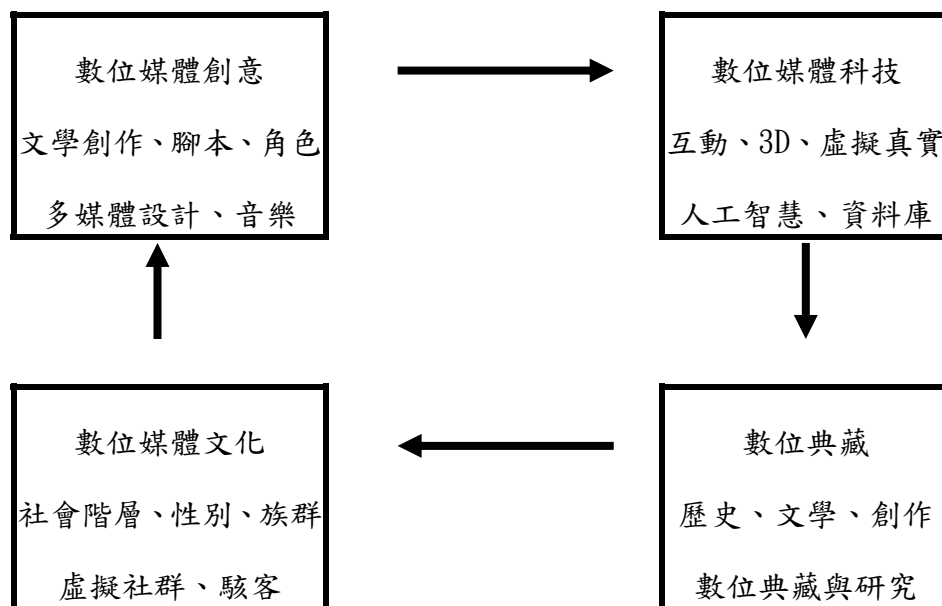 數位媒體創意
文學創作、腳本、角色
多媒體設計、音樂
數位媒體科技
互動、3D、虛擬真實
人工智慧、資料庫
數位媒體文化
社會階層、性別、族群
虛擬社群、駭客
數位典藏
歷史、文學、創作
數位典藏與研究